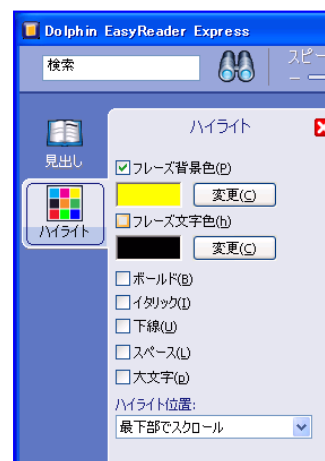 Dolphin EasyReader Express
検索
スピー
見出し
ハイライト
ハイライト
フレーズ背景色(P)
変更(C)
フレーズ文字色(h)
変更(C)
ボールド(B)
イタリック(I)
下線(U)
スペース(L)
大文字(p)
ハイライト位置:
最下部でスクロール